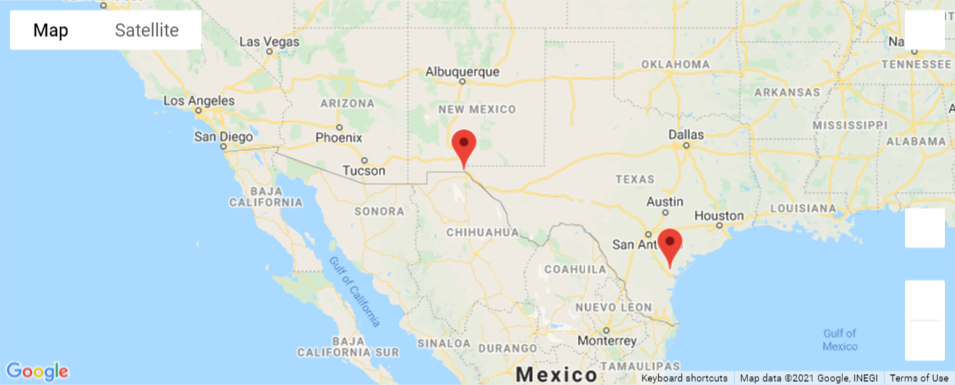 Map
Satellite
Las Vegas
Albuquerque
OKLAHOMA
TENNESSEE
Los Angeles
ARIZONA
NEW MEXICO
ARKANSAS
San Diego
Phoenix
Dallas
MISSISSIPPI
ALABAMA
Tucson
TEXAS
BAJA
CALIFORNIA
SONORA
Austin
Houston
LOUISIANA
CHIHUAHUA
San Ant
Gulf of California
COAHUILA
NUEVO LEON
Gulf of
Mexico
BAJA
CALIFORNIA SUR
SINALOA
DURANGO
Monterrey
TAMAULIPAS
Mexico
Google
Keyboard shortcuts
Map data ©2021 Google, INEGI
Terms of Use